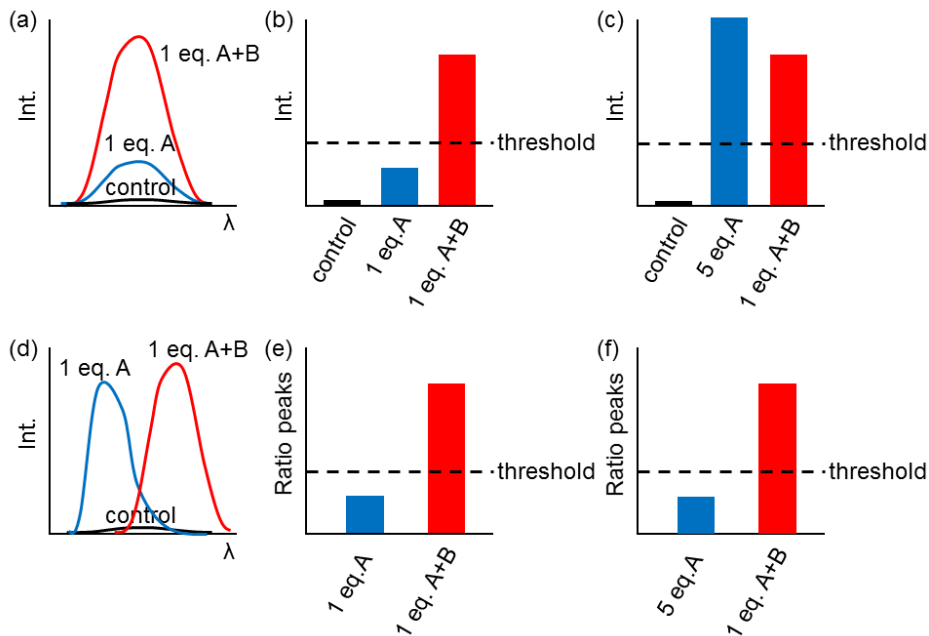 (a)
1 eq. A+B
1 eq. A
control
Int.
λ
(b)
Int.
threshold
control
1 eq.A
1 eq. A+B
(c)
Int.
threshold
control
5 eq.A
1 eq. A+B
(d)
1 eq. A+B
1 eq. A
control
Int.
λ
(e)
Ratio peaks
threshold
1 eq.A
1 eq. A+B
(f)
Ratio peaks
threshold
5 eq.A
1 eq. A+B